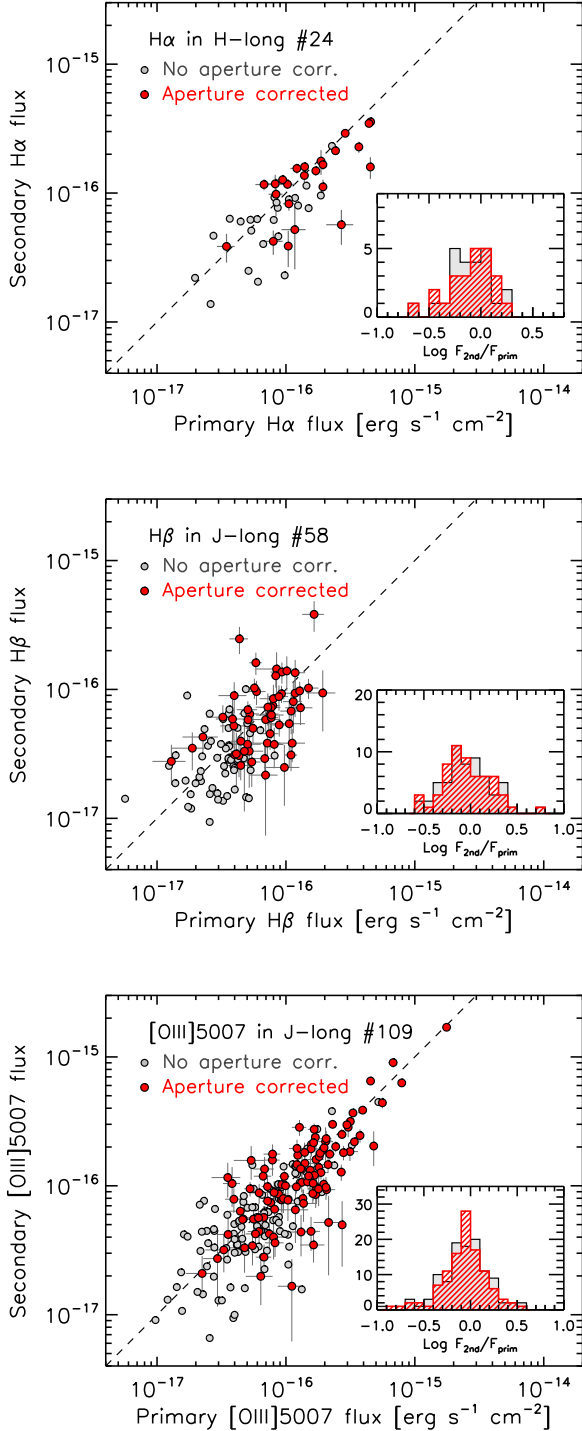 Hα in H-long #24
No aperture corr.
Aperture corrected
Secondary Hα flux
10⁻¹⁵
10⁻¹⁶
10⁻¹⁷
10⁻¹⁷ 10⁻¹⁶ 10⁻¹⁵ 10⁻¹⁴
Primary Hα flux [erg s⁻¹ cm⁻²]
5
0
-1.0 -0.5 0.0 0.5
Log F2nd/Fprim
Hβ in J-long #58
No aperture corr.
Aperture corrected
Secondary Hβ flux
10⁻¹⁵
10⁻¹⁶
10⁻¹⁷
10⁻¹⁷ 10⁻¹⁶ 10⁻¹⁵ 10⁻¹⁴
Primary Hβ flux [erg s⁻¹ cm⁻²]
20
10
0
-1.0 -0.5 0.0 0.5 1.0
Log F2nd/Fprim
[OIII]5007 in J-long #109
No aperture corr.
Aperture corrected
Secondary [OIII]5007 flux
10⁻¹⁵
10⁻¹⁶
10⁻¹⁷
10⁻¹⁷ 10⁻¹⁶ 10⁻¹⁵ 10⁻¹⁴
Primary [OIII]5007 flux [erg s⁻¹ cm⁻²]
30
20
10
0
-1.0 -0.5 0.0 0.5 1.0
Log F2nd/Fprim